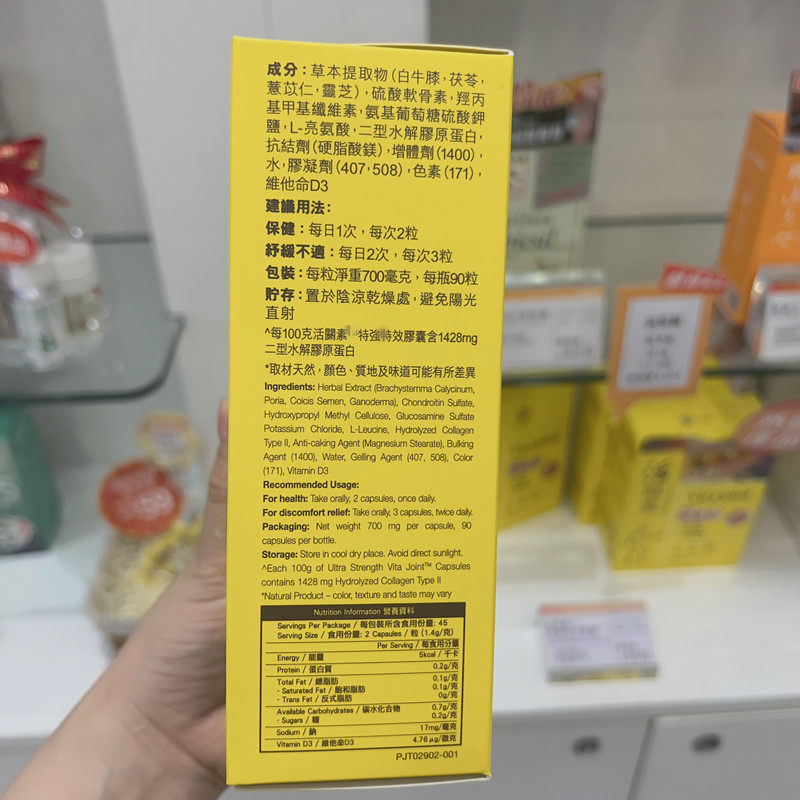 成分：草本提取物（白牛膝，茯苓，
薏苡仁，靈芝），硫酸軟骨素，羥丙
基甲基纖維素，氨基葡萄糖硫酸鉀
鹽，L-亮氨酸，二型水解膠原蛋白，
抗結劑（硬脂酸鎂），增體劑（1400），
水，膠凝劑（407，508），色素（171），
維他命D3
建議用法：
保健：每日1次，每次2粒
紓緩不適：每日2次，每次3粒
包裝：每粒淨重700毫克，每瓶90粒
貯存：置於陰涼乾燥處，避免陽光
直射
^每100克活關素 特強特效膠囊含1428mg
二型水解膠原蛋白
*取材天然，顏色、質地及味道可能有所差異
Ingredients: Herbal Extract (Brachystemma Calycinum,
Poria, Coicis Semen, Ganoderma), Chondroitin Sulfate,
Hydroxypropyl Methyl Cellulose, Glucosamine Sulfate
Potassium Chloride, L-Leucine, Hydrolyzed Collagen
Type II, Anti-caking Agent (Magnesium Stearate), Bulking
Agent (1400), Water, Gelling Agent (407, 508), Color
(171), Vitamin D3
Recommended Usage:
For health: Take orally, 2 capsules, once daily.
For discomfort relief: Take orally, 3 capsules, twice daily.
Packaging: Net weight 700 mg per capsule, 90
capsules per bottle.
Storage: Store in cool dry place. Avoid direct sunlight.
^Each 100g of Ultra Strength Vita Joint™ Capsules
contains 1428 mg Hydrolyzed Collagen Type II
*Natural Product – color, texture and taste may vary
Nutrition Information 營養資料
Servings Per Package / 每包裝所含食用份量: 45
Serving Size / 食用份量: 2 Capsules / 粒 (1.4g/克)
Per Serving / 每食用分量
Energy / 能量 5kcal / 千卡
Protein / 蛋白質 0.2g/克
Total Fat / 總脂肪 0.1g/克
- Saturated Fat / 飽和脂肪 0.1g/克
- Trans Fat / 反式脂肪 0g/克
Available Carbohydrates / 碳水化合物 0.7g/克
- Sugars / 糖 0.2g/克
Sodium / 鈉 17mg/毫克
Vitamin D3 / 維他命D3 4.76µg/微克
PJT02902-001